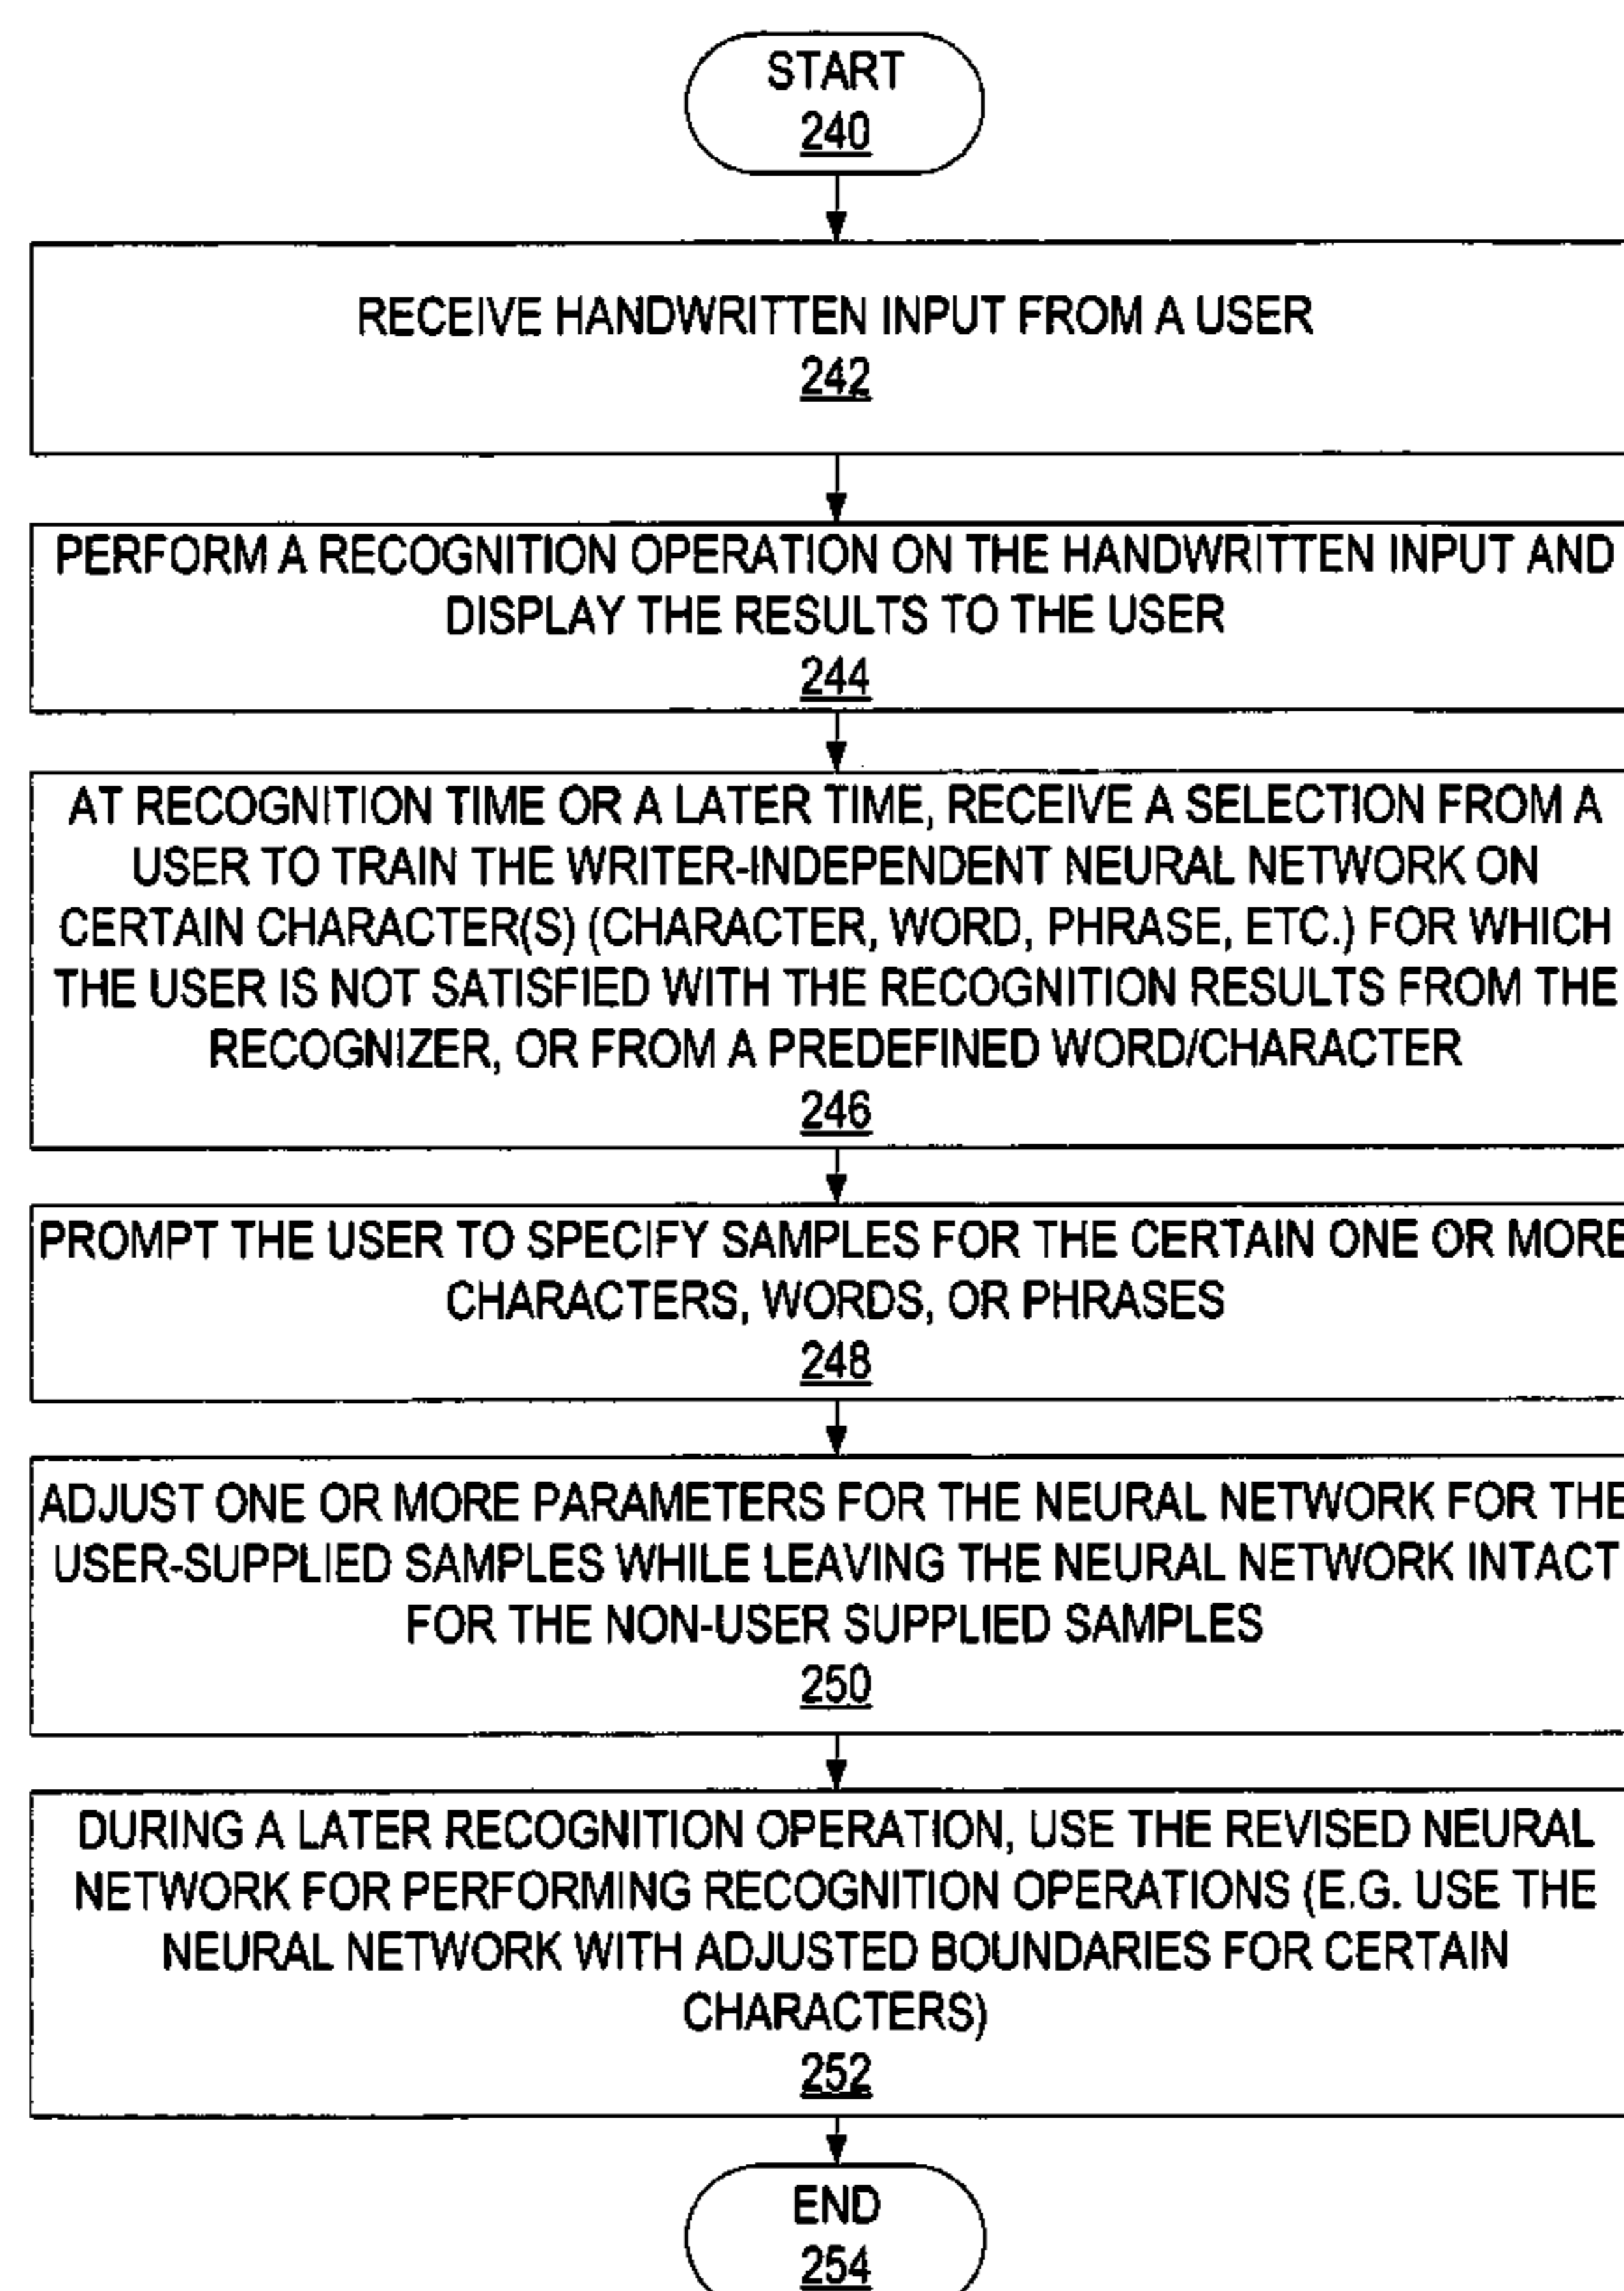 START
240
RECEIVE HANDWRITTEN INPUT FROM A USER
242
PERFORM A RECOGNITION OPERATION ON THE HANDWRITTEN INPUT AND
DISPLAY THE RESULTS TO THE USER
244
AT RECOGNITION TIME OR A LATER TIME, RECEIVE A SELECTION FROM A
USER TO TRAIN THE WRITER-INDEPENDENT NEURAL NETWORK ON
CERTAIN CHARACTER(S) (CHARACTER, WORD, PHRASE, ETC.) FOR WHICH
THE USER IS NOT SATISFIED WITH THE RECOGNITION RESULTS FROM THE
RECOGNIZER, OR FROM A PREDEFINED WORD/CHARACTER
246
PROMPT THE USER TO SPECIFY SAMPLES FOR THE CERTAIN ONE OR MORE
CHARACTERS, WORDS, OR PHRASES
248
ADJUST ONE OR MORE PARAMETERS FOR THE NEURAL NETWORK FOR THE
USER-SUPPLIED SAMPLES WHILE LEAVING THE NEURAL NETWORK INTACT
FOR THE NON-USER SUPPLIED SAMPLES
250
DURING A LATER RECOGNITION OPERATION, USE THE REVISED NEURAL
NETWORK FOR PERFORMING RECOGNITION OPERATIONS (E.G. USE THE
NEURAL NETWORK WITH ADJUSTED BOUNDARIES FOR CERTAIN
CHARACTERS)
252
END
254